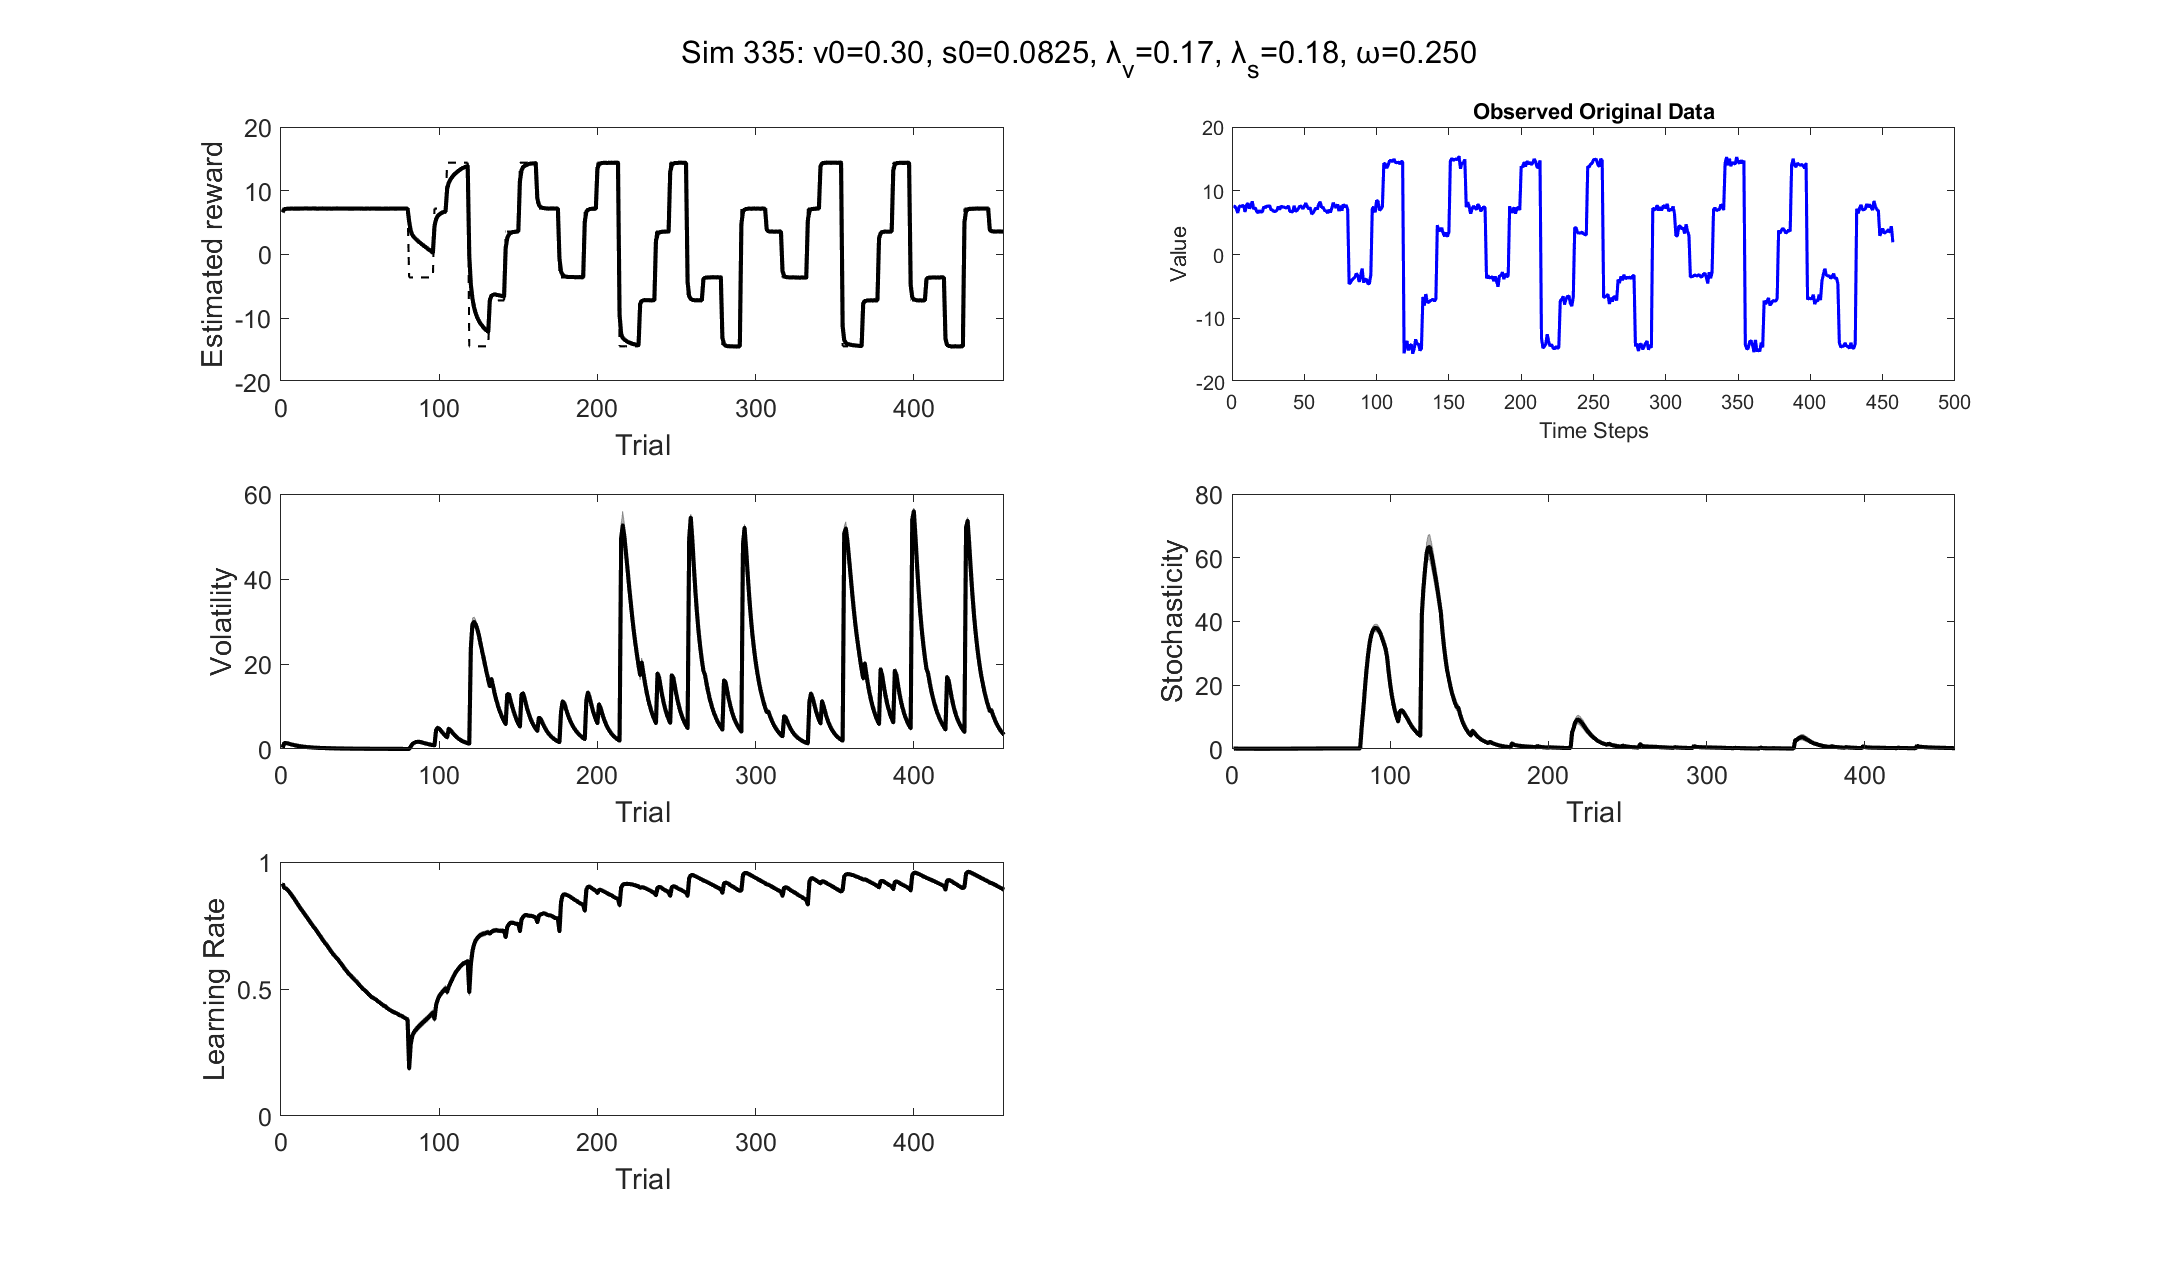 Sim 335: v0=0.30, s0=0.0825, λv=0.17, λs=0.18, ω=0.250
Estimated reward
20
10
0
-10
-20
0 100 200 300 400
Trial
Observed Original Data
Value
20
10
0
-10
-20
0 50 100 150 200 250 300 350 400 450 500
Time Steps
Volatility
60
40
20
0
0 100 200 300 400
Trial
Stochasticity
80
60
40
20
0
0 100 200 300 400
Trial
Learning Rate
1
0.5
0
0 100 200 300 400
Trial